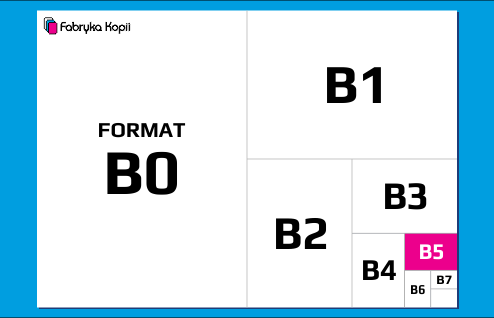 Fabryka Kopii
FORMAT
B0
B1
B2
B3
B4
B5
B6
B7